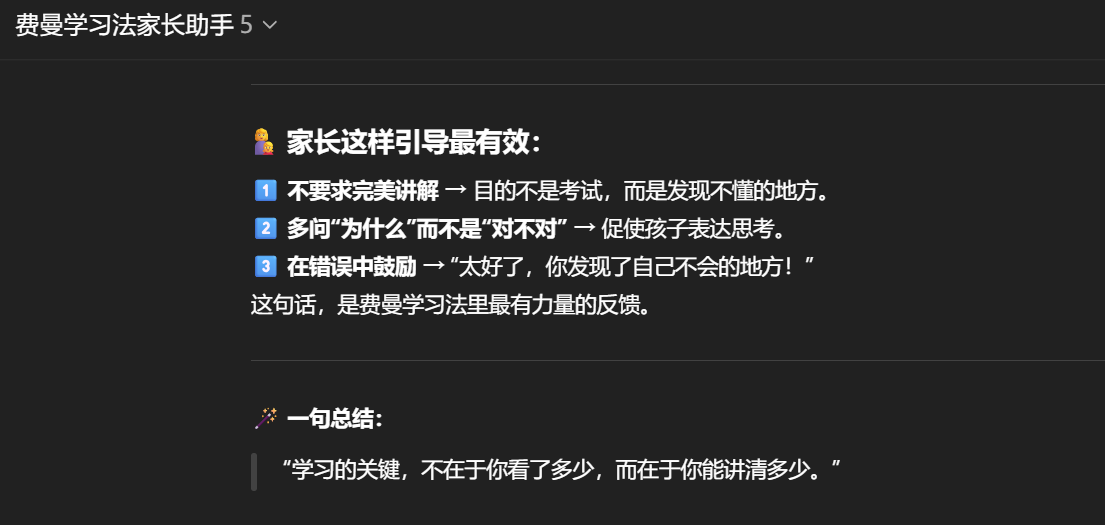 费曼学习法家长助手 5
家长这样引导最有效：
1 不要求完美讲解 → 目的不是考试，而是发现不懂的地方。
2 多问“为什么”而不是“对不对” → 促使孩子表达思考。
3 在错误中鼓励 → “太好了，你发现了自己不会的地方！”
这句话，是费曼学习法里最有力量的反馈。
一句总结：
“学习的关键，不在于你看了多少，而在于你能讲清多少。”